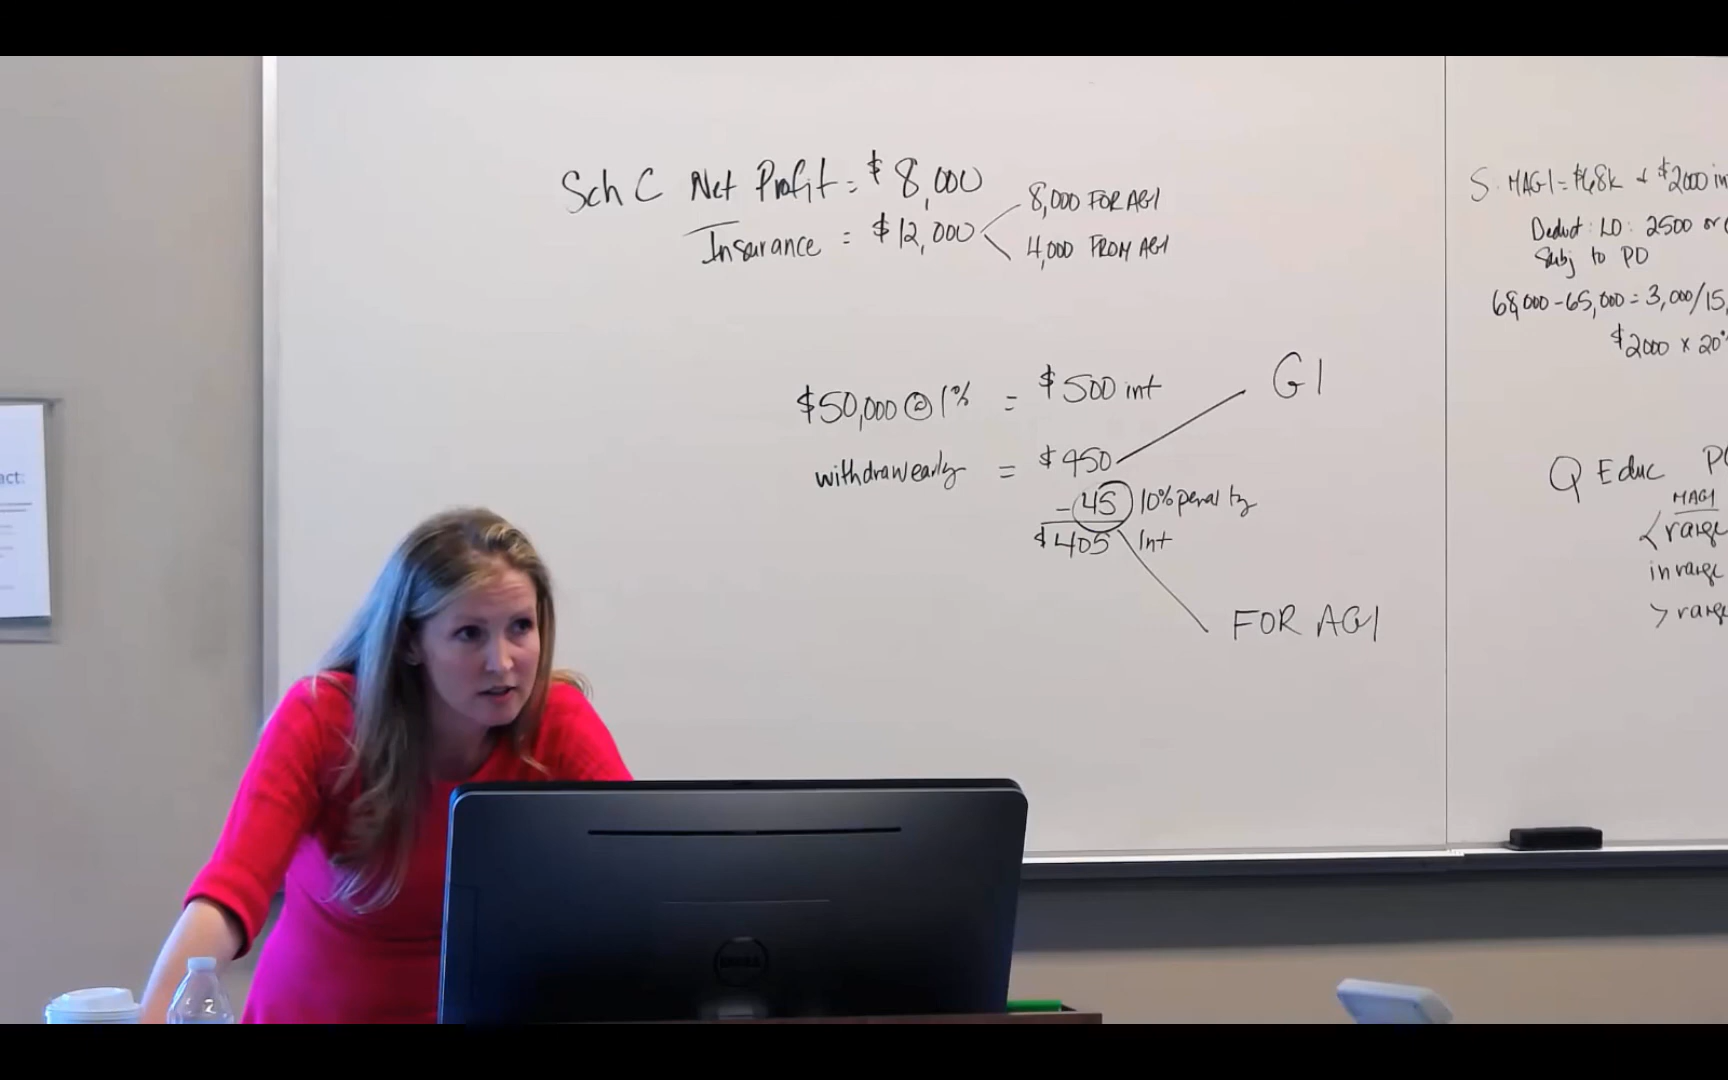 Sch C Net Profit = $ 8,000
Insurance = $ 12,000
8,000 FOR AGI
4,000 FROM AGI
$50,000 @ 1% = $ 500 int
GI
withdraw early = $ 450
- 45 10% penalty
$ 405 Int
FOR AGI
S: MAGI = $68k + $2000 in
Deduct: LO: 2500 or
Subj to PO
68,000 - 65,000 = 3,000/15,
$2000 x 20%
Q Educ
MAGI
< range
in range
> range
act:
DELL